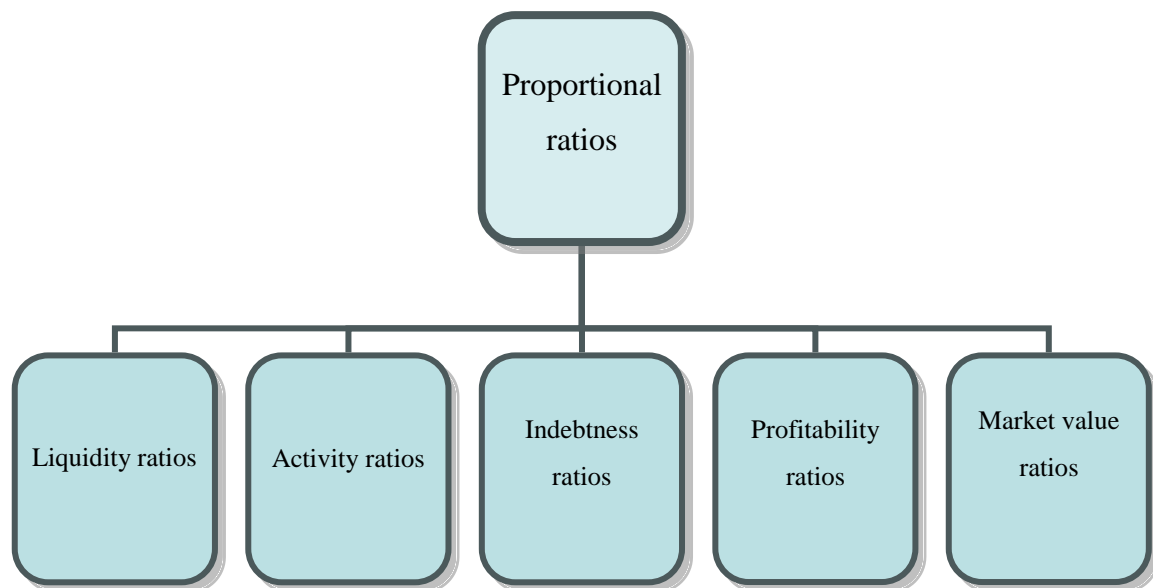 Proportional
ratios
Liquidity ratios
Activity ratios
Indebtness
ratios
Profitability
ratios
Market value
ratios